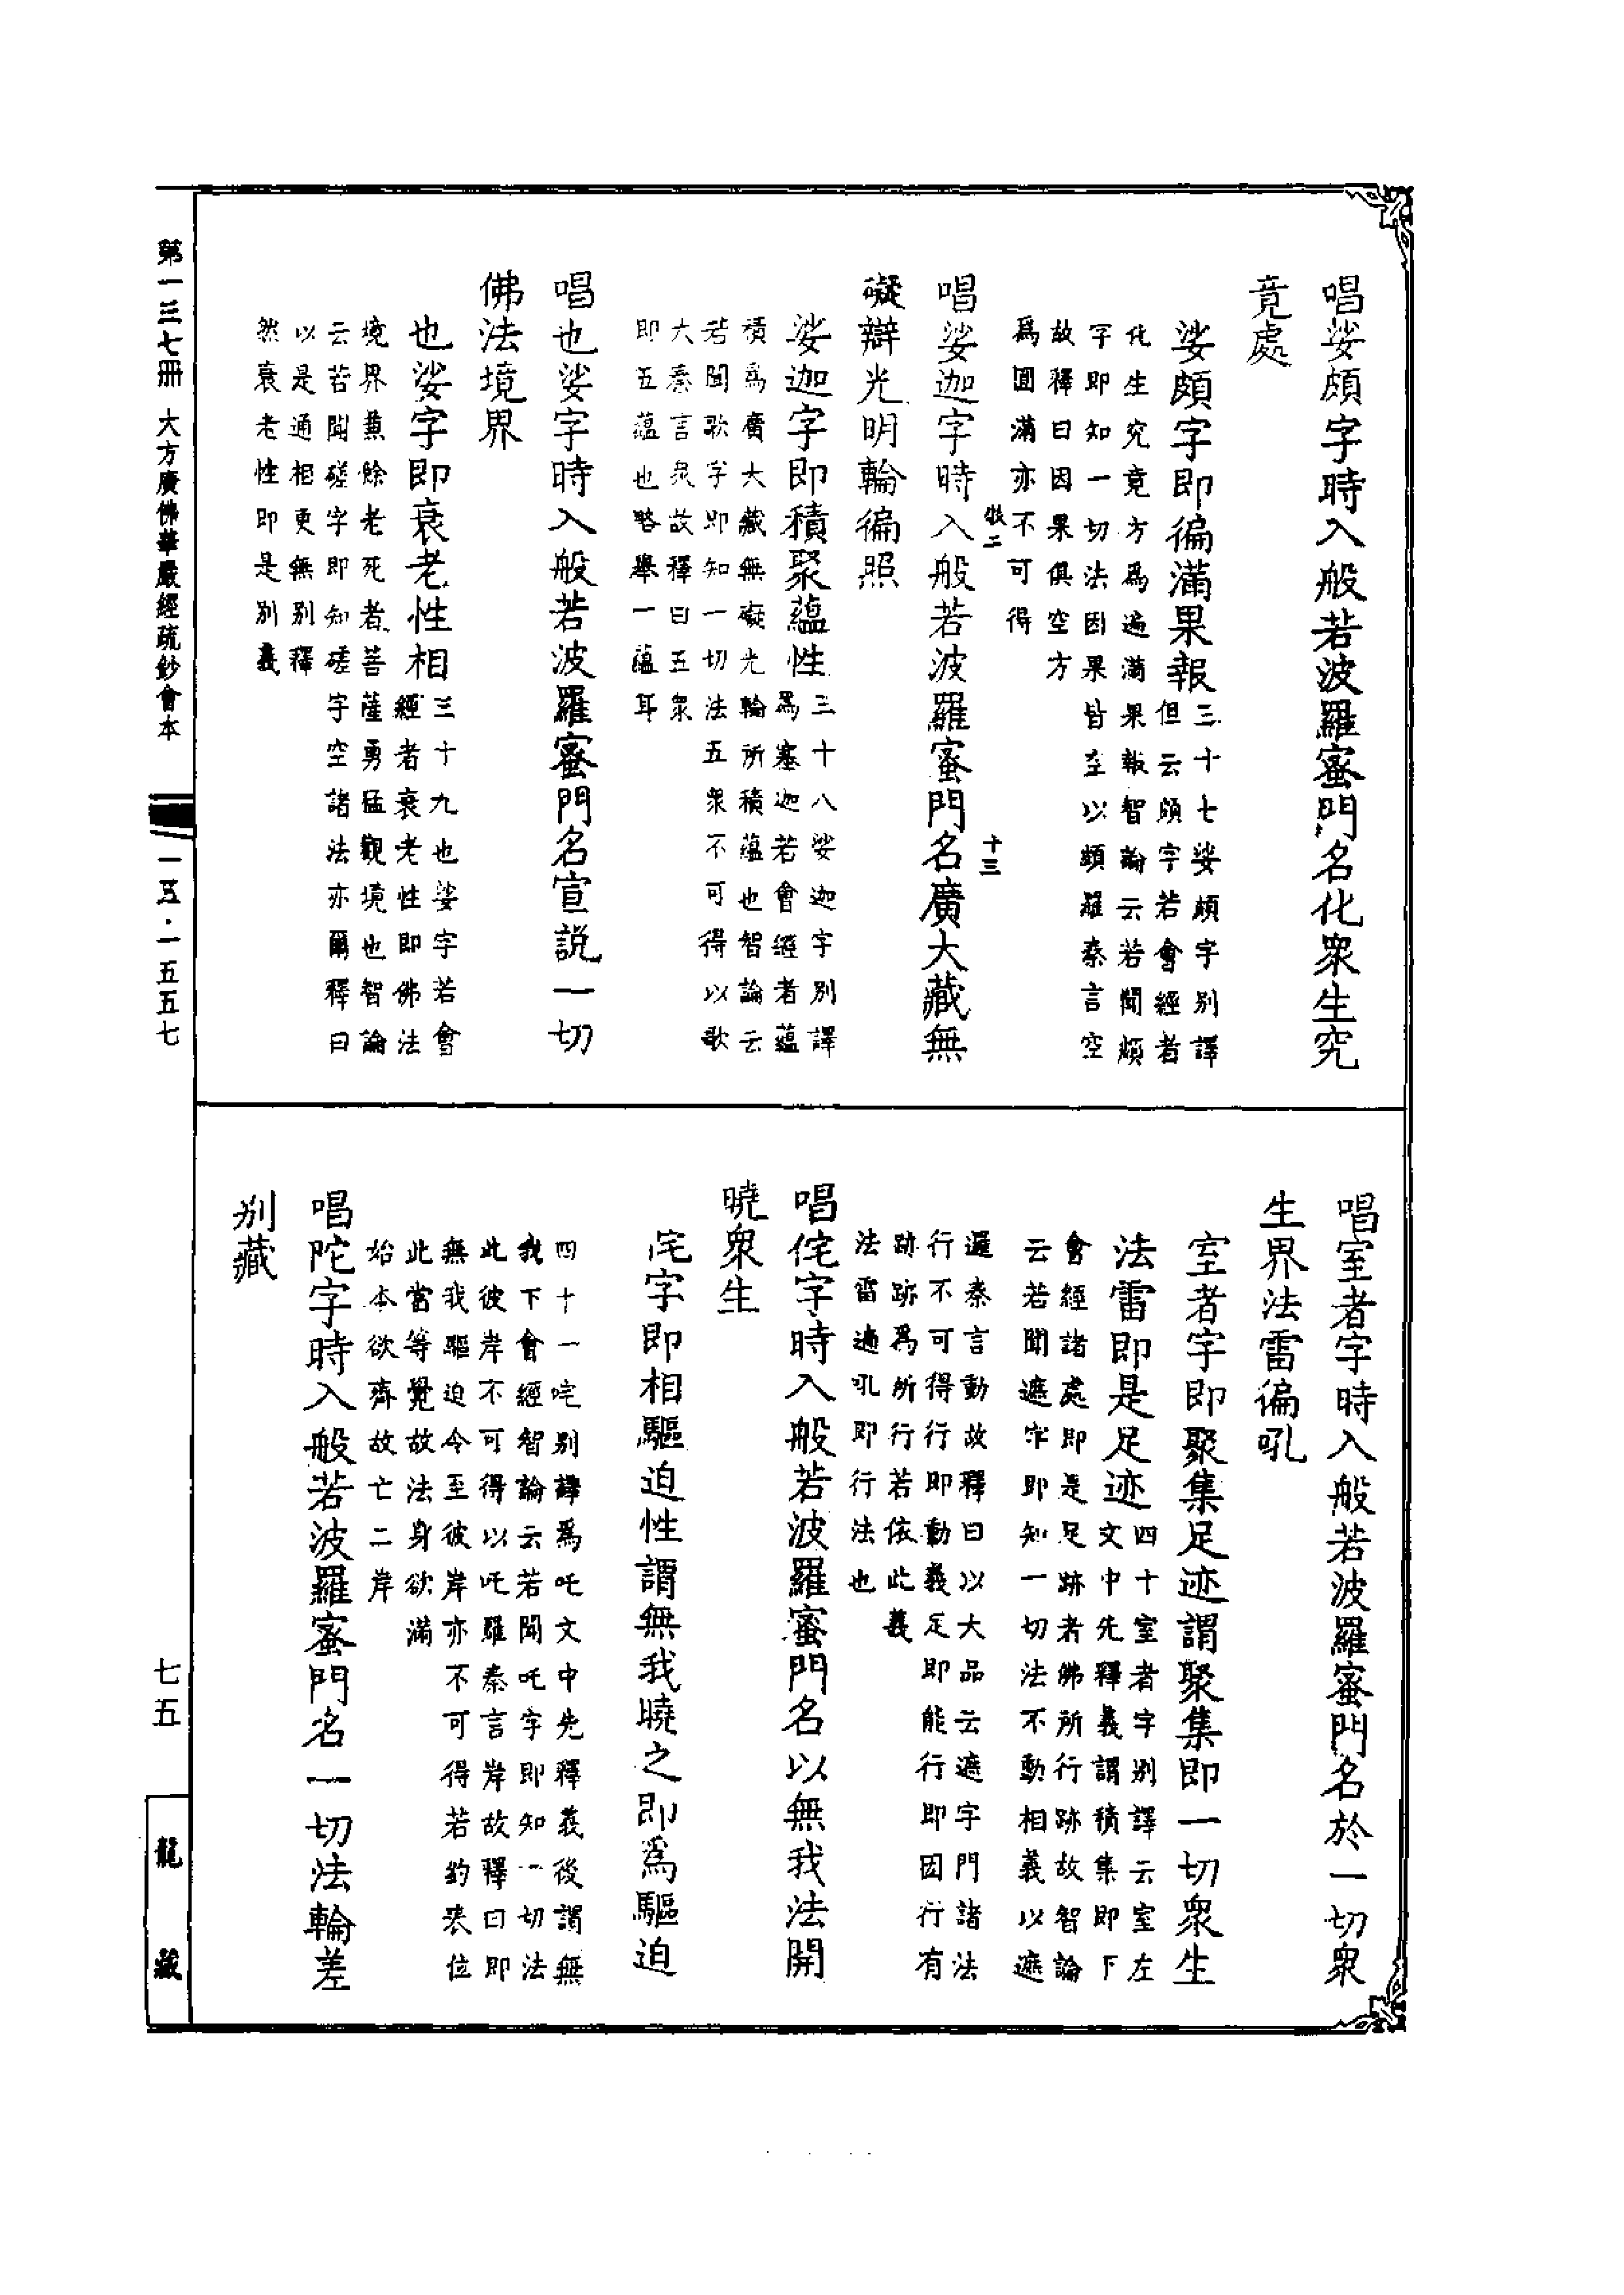 唱娑頗字時入般若波羅蜜門名化眾生究
竟處
娑頗字即徧滿果報三十七娑頗字別譯
但云頗字若會經者
化生究竟方為遍滿果報智論云若聞頗
字即知一切法因果皆空以頗羅秦言空
故釋曰因果俱空方
為圓滿亦不可得
唱娑迦字時入般若波羅蜜門名廣大藏無
礙辯光明輪徧照
娑迦字即積聚蘊性三十八娑迦字別譯
為塞迦若會經者蘊
積為廣大藏無礙光輪所積蘊也智論云
若聞歌字即知一切法五眾不可得以歌
大秦言眾故釋曰五眾
即五蘊也略舉一蘊耳
唱也娑字時入般若波羅蜜門名宣說一切
佛法境界
也娑字即衰老性相三十九也娑字若會
經者衰老性即佛法
境界兼餘老死者菩薩勇猛觀境也智論
云若聞磋字即知磋字空諸法亦爾釋曰
以是通相更無別釋
然衰老性即是別義
唱室者字時入般若波羅蜜門名於一切眾
生界法雷徧吼
室者字即聚集足迹謂聚集即一切眾生
法雷即是足迹四十室者字別譯云室左
文中先釋義謂積集即下
會經諸處即是足跡者佛所行跡故智論
云若聞遮字即知一切法不動相義以遮
邏秦言動故釋曰以大品云遮字門諸法
行不可得行即動義足即能行即因行有
跡跡為所行若依此義
法雷遍吼即行法也
唱侘字時入般若波羅蜜門名以無我法開
曉眾生
侘字即相驅迫性謂無我曉之即為驅迫
四十一咤別譯為吒文中先釋義後謂無
我下會經智論云若聞吒字即知一切法
此彼岸不可得以吒羅秦言岸故釋曰即
無我驅迫今至彼岸亦不可得若約表位
此當等覺故法身欲滿
始本欲齊故亡二岸
唱陀字時入般若波羅蜜門名一切法輪差
別藏
十三
第一三七冊 大方廣佛華嚴經疏鈔會本
一三·一五五七
七五
龍藏